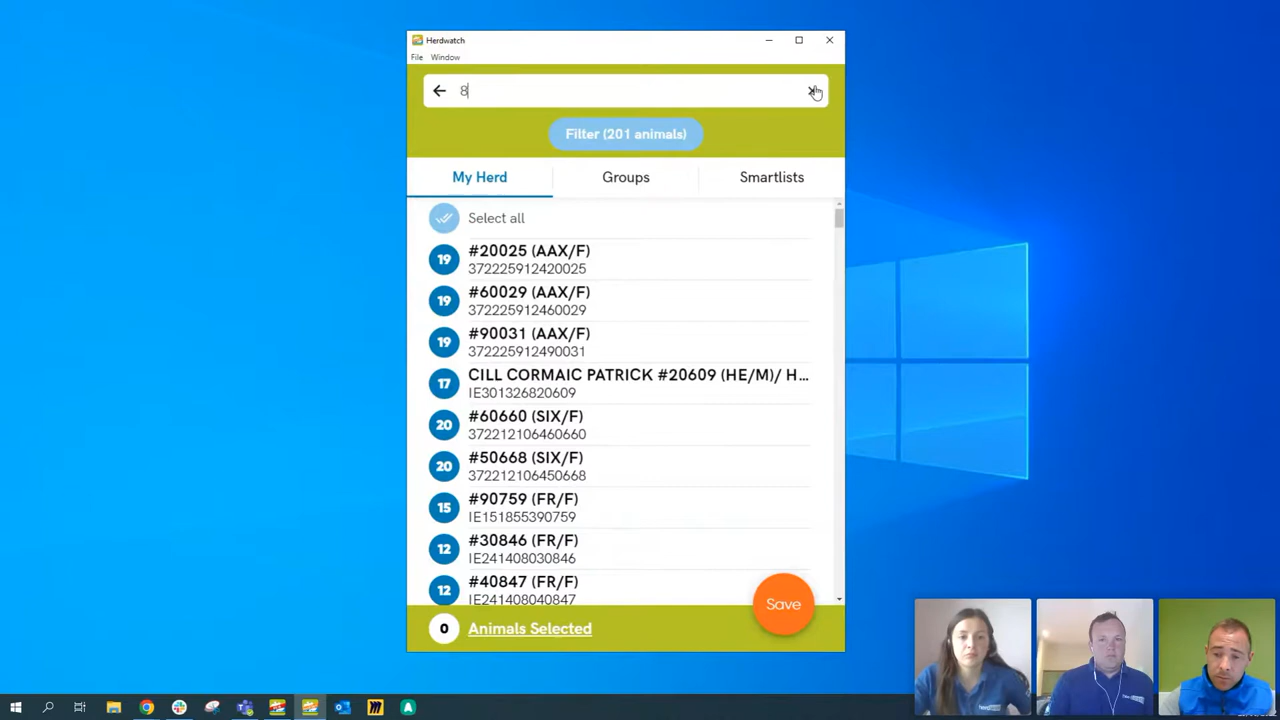 Herdwatch
File Window
8
Filter (201 animals)
My Herd Groups Smartlists
Select all
19 #20025 (AAX/F)
372225912420025
19 #60029 (AAX/F)
372225912460029
19 #90031 (AAX/F)
372225912490031
17 CILL CORMAIC PATRICK #20609 (HE/M)/ H...
IE301326820609
20 #60660 (SIX/F)
372212106460660
20 #50668 (SIX/F)
372212106450668
15 #90759 (FR/F)
IE151855390759
12 #30846 (FR/F)
IE241408030846
12 #40847 (FR/F)
IE241408040847
Save
0 Animals Selected